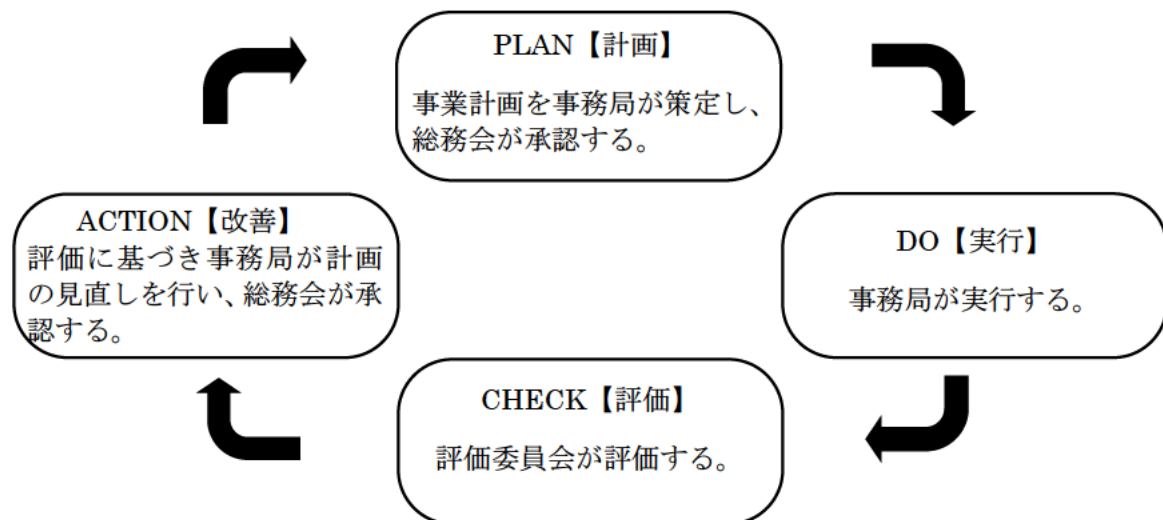 PLAN【計画】
事業計画を事務局が策定し、
総務会が承認する。
DO【実行】
事務局が実行する。
CHECK【評価】
評価委員会が評価する。
ACTION【改善】
評価に基づき事務局が計画
の見直しを行い、総務会が承
認する。